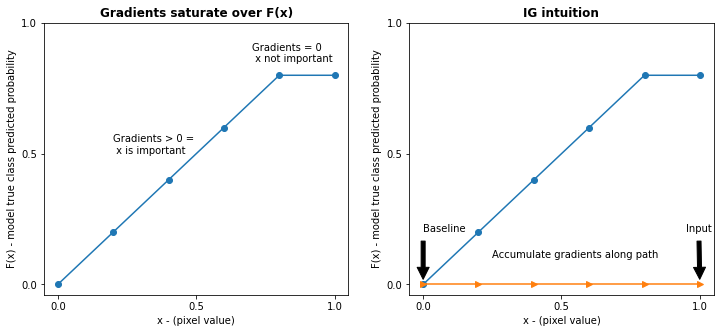 Gradients saturate over F(x)
F(x) - model true class predicted probability
1.0
0.5
0.0
Gradients = 0
x not important
Gradients > 0 =
x is important
0.0
0.5
1.0
x - (pixel value)
IG intuition
F(x) - model true class predicted probability
1.0
0.5
0.0
Baseline
Input
Accumulate gradients along path
0.0
0.5
1.0
x - (pixel value)